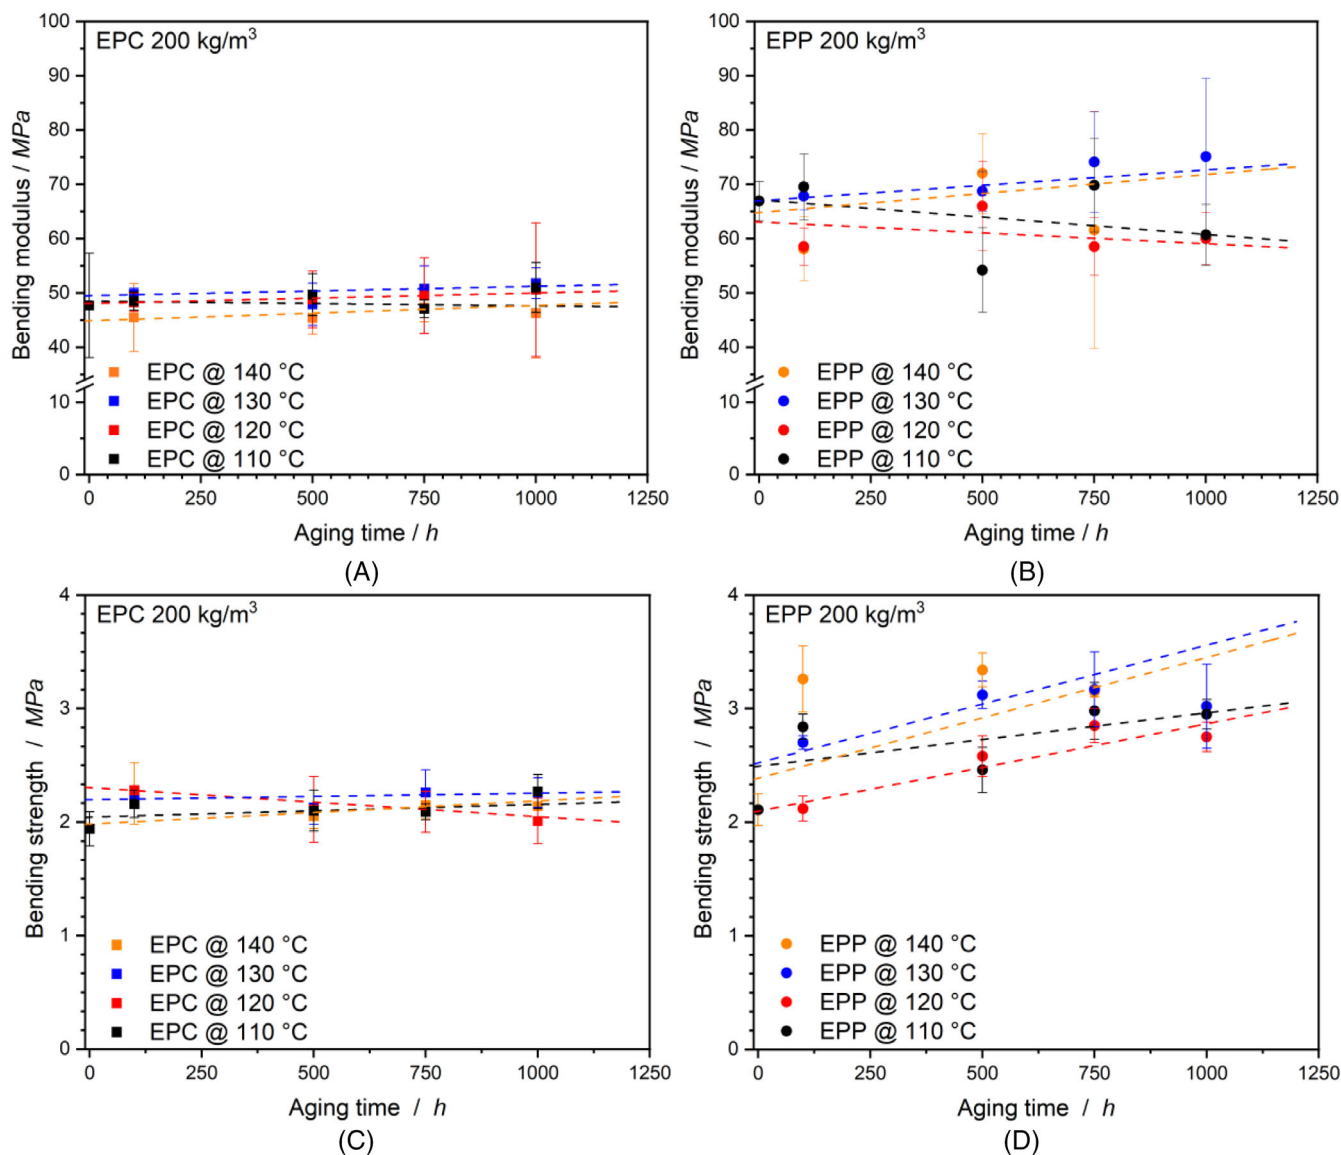 EPC 200 kg/m³
Bending modulus / MPa
100
90
80
70
60
50
40
10
0
EPC @ 140 °C
EPC @ 130 °C
EPC @ 120 °C
EPC @ 110 °C
0 250 500 750 1000 1250
Aging time / h
(A)
EPP 200 kg/m³
Bending modulus / MPa
100
90
80
70
60
50
40
10
0
EPP @ 140 °C
EPP @ 130 °C
EPP @ 120 °C
EPP @ 110 °C
0 250 500 750 1000 1250
Aging time / h
(B)
EPC 200 kg/m³
Bending strength / MPa
4
3
2
1
0
EPC @ 140 °C
EPC @ 130 °C
EPC @ 120 °C
EPC @ 110 °C
0 250 500 750 1000 1250
Aging time / h
(C)
EPP 200 kg/m³
Bending strength / MPa
4
3
2
1
0
EPP @ 140 °C
EPP @ 130 °C
EPP @ 120 °C
EPP @ 110 °C
0 250 500 750 1000 1250
Aging time / h
(D)